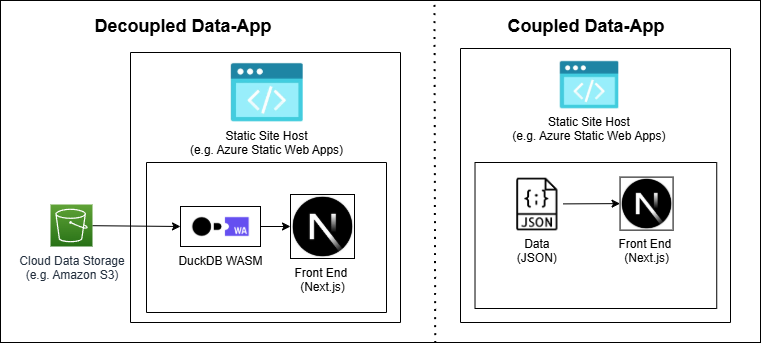 Decoupled Data-App
Static Site Host
(e.g. Azure Static Web Apps)
Cloud Data Storage
(e.g. Amazon S3)
WA
DuckDB WASM
N
Front End
(Next.js)
Coupled Data-App
Static Site Host
(e.g. Azure Static Web Apps)
{;}
JSON
Data
(JSON)
N
Front End
(Next.js)